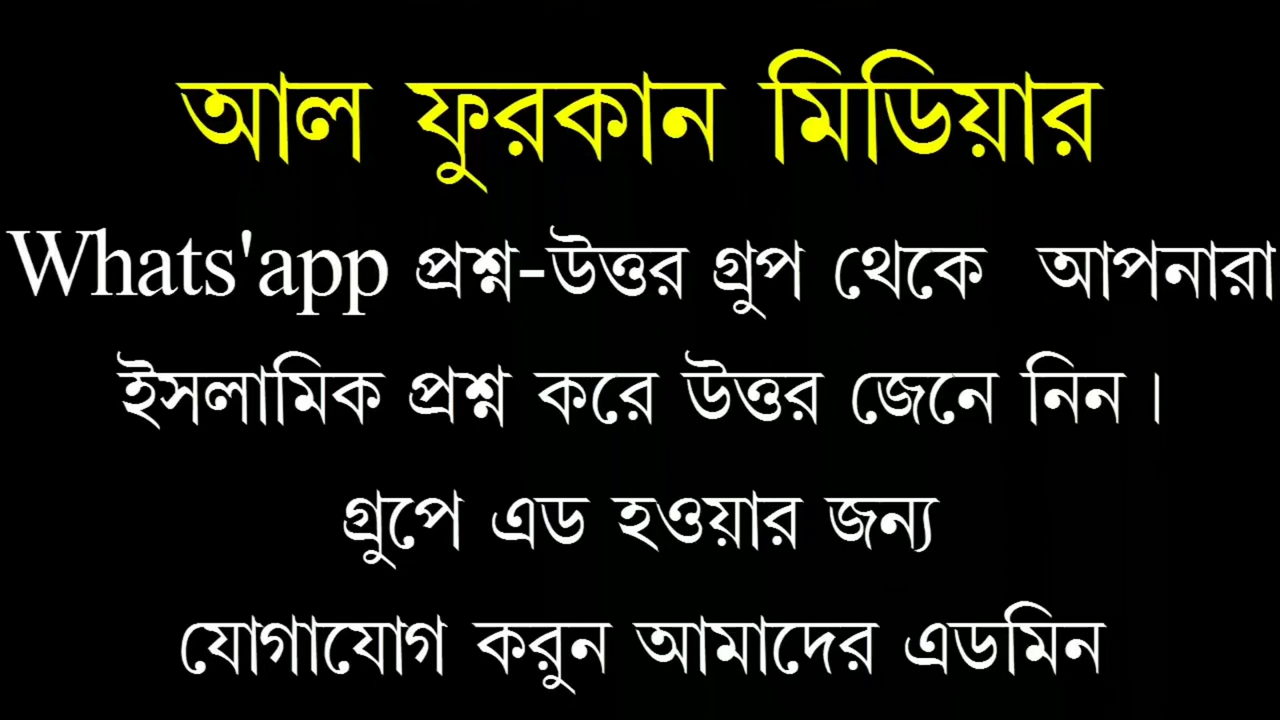 আল ফুরকান মিডিয়ার
Whats'app প্রশ্ন-উত্তর গ্রুপ থেকে আপনারা
ইসলামিক প্রশ্ন করে উত্তর জেনে নিন।
গ্রুপে এড হওয়ার জন্য
যোগাযোগ করুন আমাদের এডমিন